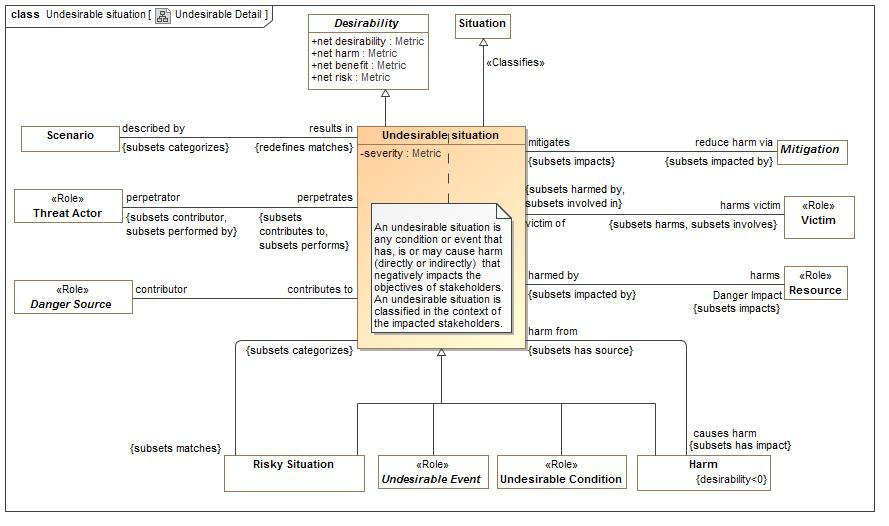 class Undesirable situation [ Undesirable Detail ]
Desirability
+net desirability : Metric
+net harm : Metric
+net benefit : Metric
+net risk : Metric
Situation
«Classifies»
Scenario
described by
{subsets categorizes}
results in
{redefines matches}
Undesirable situation
-severity : Metric
mitigates
{subsets impacts}
reduce harm via
{subsets impacted by}
Mitigation
«Role»
Threat Actor
perpetrator
{subsets contributor,
subsets performed by}
perpetrates
{subsets
contributes to,
subsets performs}
{subsets harmed by,
subsets involved in}
victim of
harms victim
{subsets harms, subsets involves}
«Role»
Victim
An undesirable situation is
any condition or event that
has, is or may cause harm
(directly or indirectly) that
negatively impacts the
objectives of stakeholders.
An undesirable situation is
classified in the context of
the impacted stakeholders.
«Role»
Danger Source
contributor
contributes to
harmed by
{subsets impacted by}
harms
Danger Impact
{subsets impacts}
«Role»
Resource
{subsets categorizes}
harm from
{subsets has source}
{subsets matches}
causes harm
{subsets has impact}
Risky Situation
«Role»
Undesirable Event
«Role»
Undesirable Condition
Harm
{desirability<0}